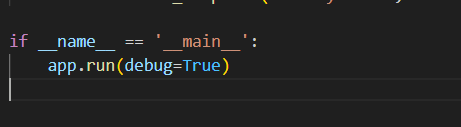 if __name__ == '__main__':
    app.run(debug=True)